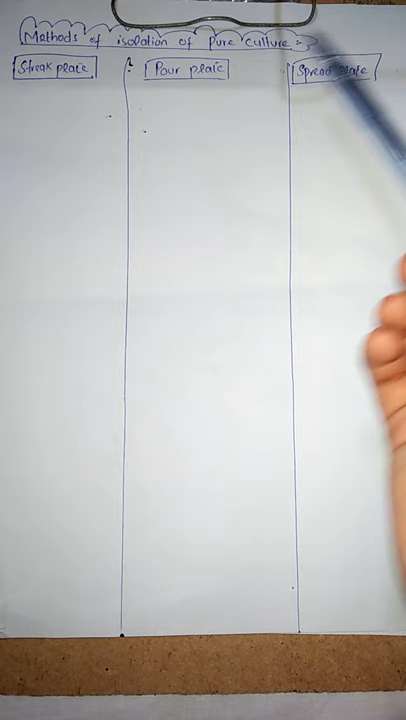 Methods of isolation of pure culture :-
Streak plate
Pour plate
Spread plate